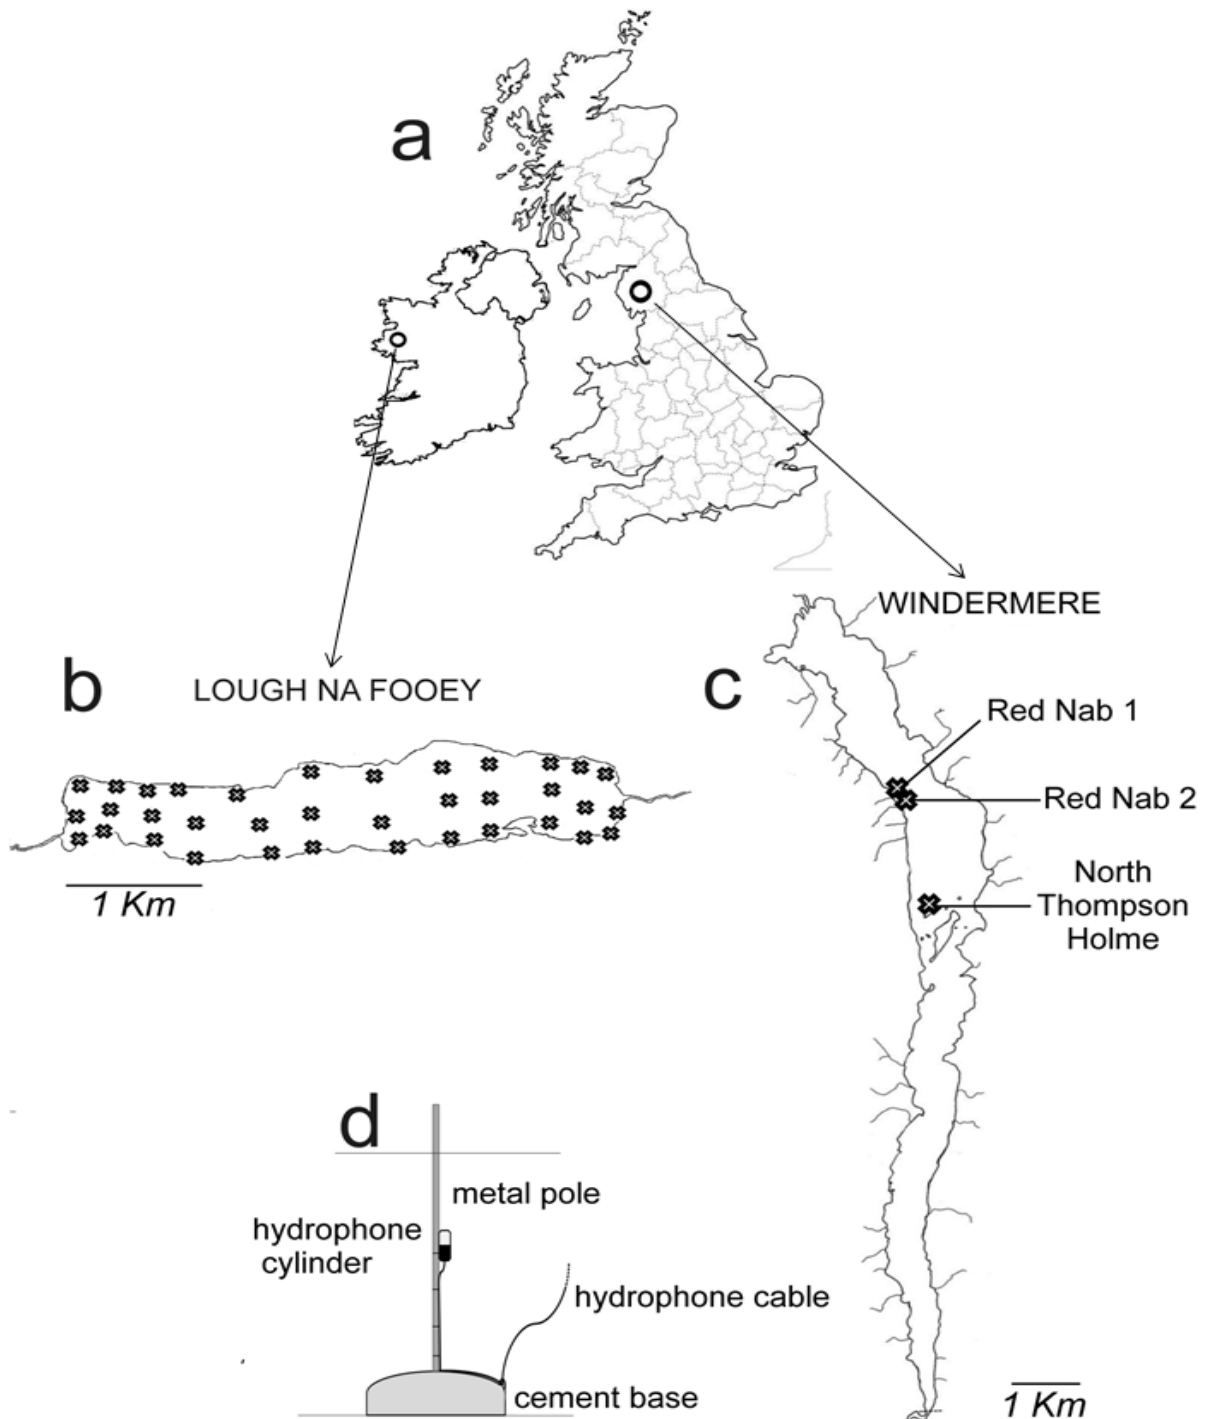 a
WINDERMERE
b
LOUGH NA FOOEY
c
Red Nab 1
Red Nab 2
North
Thompson
Holme
1 Km
d
metal pole
hydrophone
cylinder
hydrophone cable
cement base
1 Km